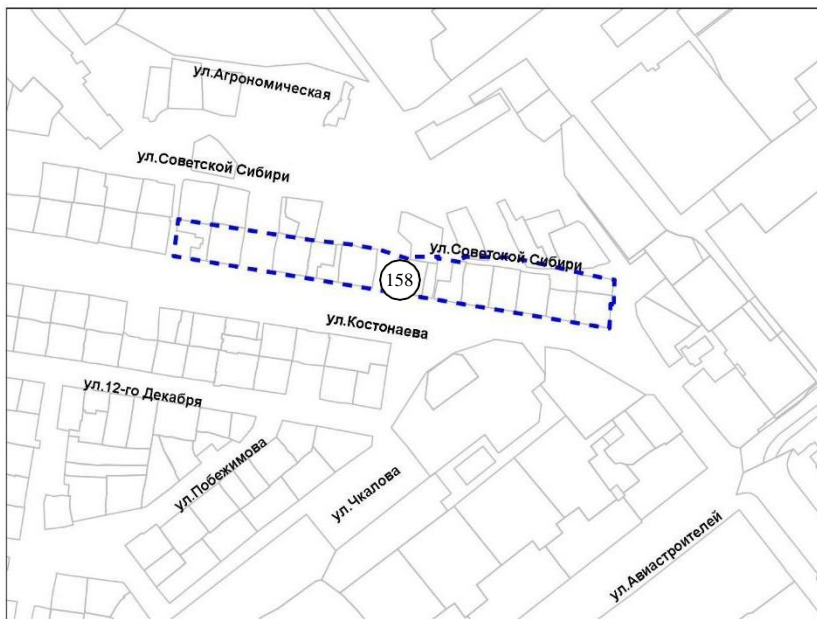 ул.Агрономическая
ул.Советской Сибири
ул.Советской Сибири
158
ул.Костонаева
ул.12-го Декабря
ул.Побежимова
ул.Чкалова
ул.Авиастроителей